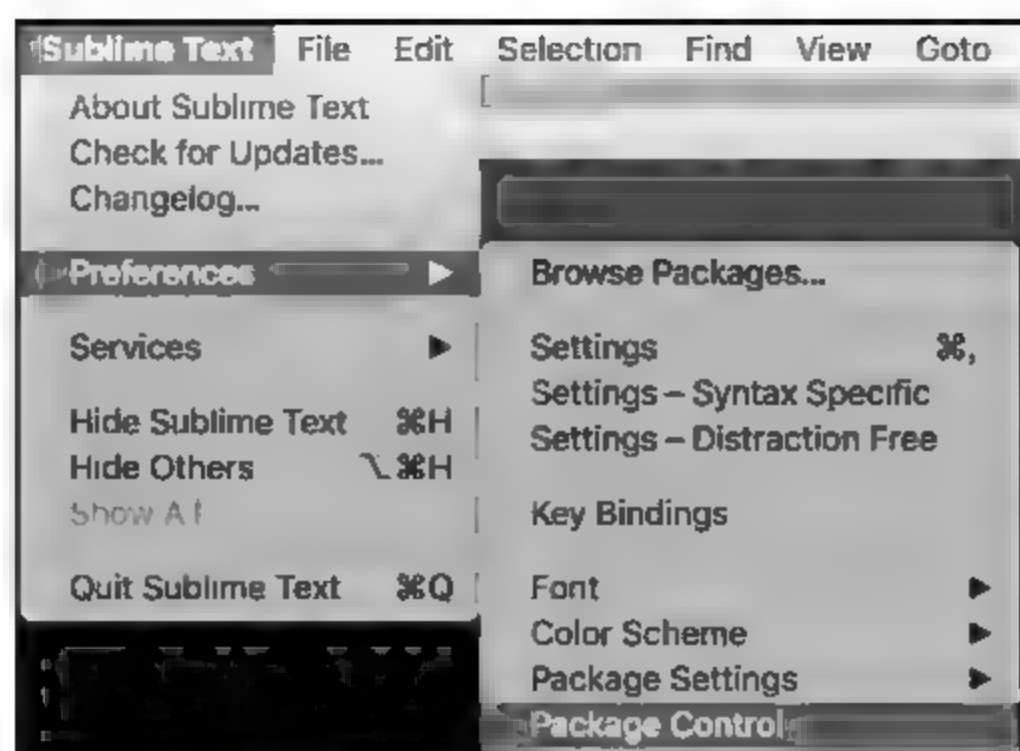 Sublime Text File Edit Selection Find View Goto
About Sublime Text
Check for Updates...
Changelog...
Preferences
Services
Hide Sublime Text ⌘H
Hide Others ⌥⌘H
Show All
Quit Sublime Text ⌘Q
Browse Packages...
Settings ⌘,
Settings – Syntax Specific
Settings – Distraction Free
Key Bindings
Font
Color Scheme
Package Settings
Package Control